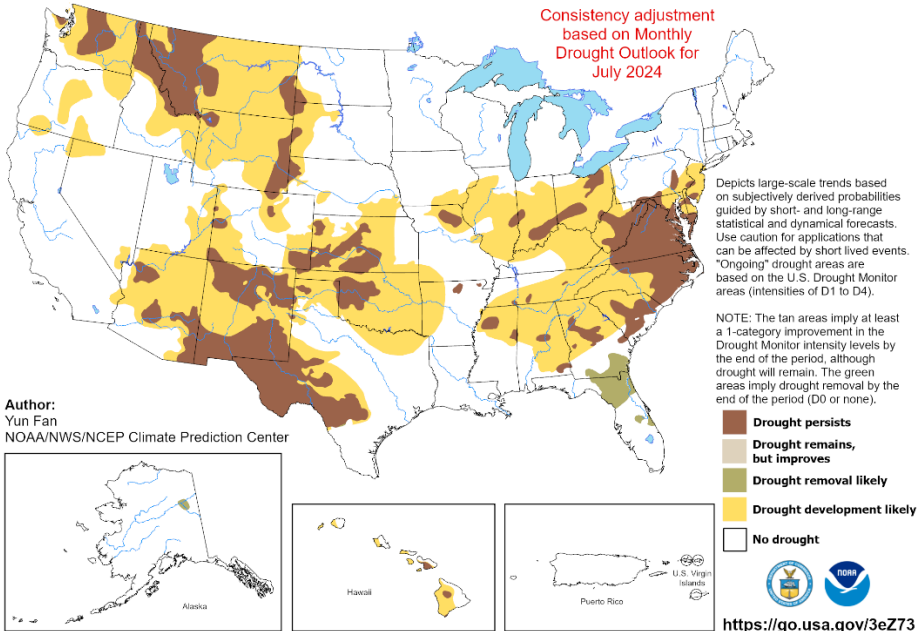 Consistency adjustment
based on Monthly
Drought Outlook for
July 2024
Depicts large-scale trends based
on subjectively derived probabilities
guided by short- and long-range
statistical and dynamical forecasts.
Use caution for applications that
can be affected by short lived events.
"Ongoing" drought areas are
based on the U.S. Drought Monitor
areas (intensities of D1 to D4).
NOTE: The tan areas imply at least
a 1-category improvement in the
Drought Monitor intensity levels by
the end of the period, although
drought will remain. The green
areas imply drought removal by the
end of the period (D0 or none).
Author:
Yun Fan
NOAA/NWS/NCEP Climate Prediction Center
Drought persists
Drought remains,
but improves
Drought removal likely
Drought development likely
No drought
Alaska
Hawaii
Puerto Rico
U.S. Virgin
Islands
NOAA
https://go.usa.gov/3eZ73